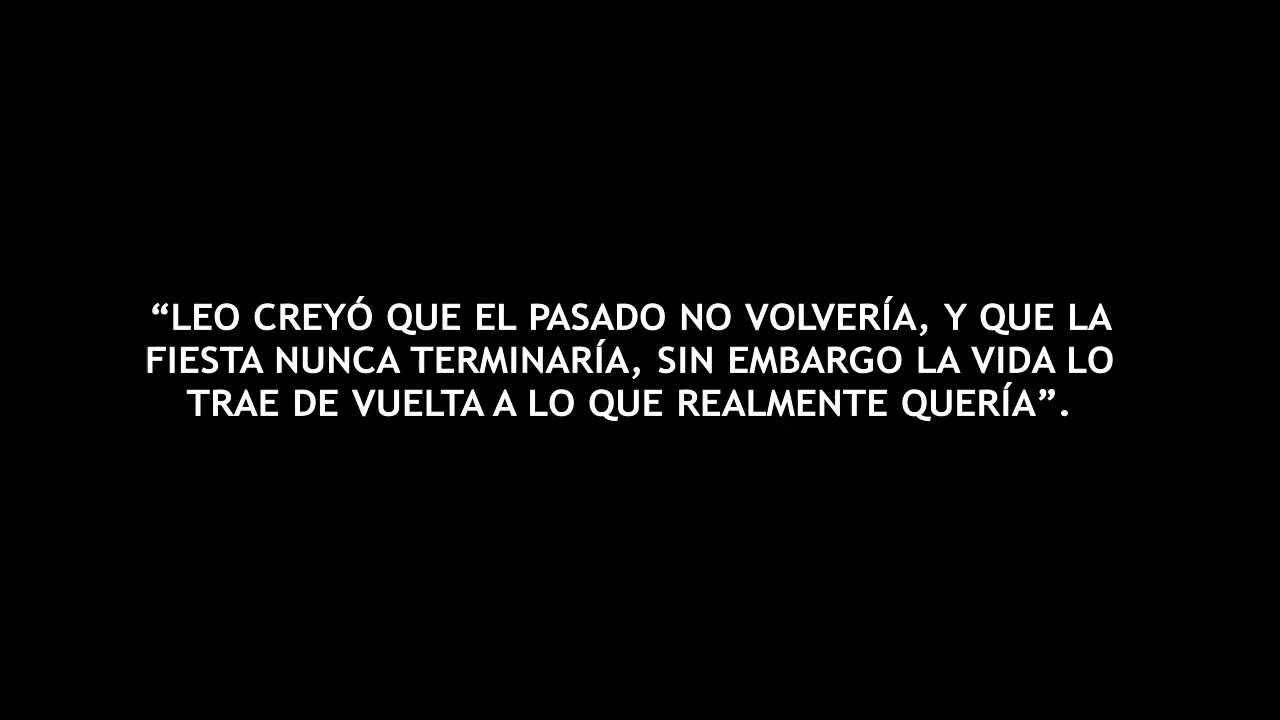 “LEO CREYÓ QUE EL PASADO NO VOLVERÍA, Y QUE LA
FIESTA NUNCA TERMINARÍA, SIN EMBARGO LA VIDA LO
TRAE DE VUELTA A LO QUE REALMENTE QUERÍA”.